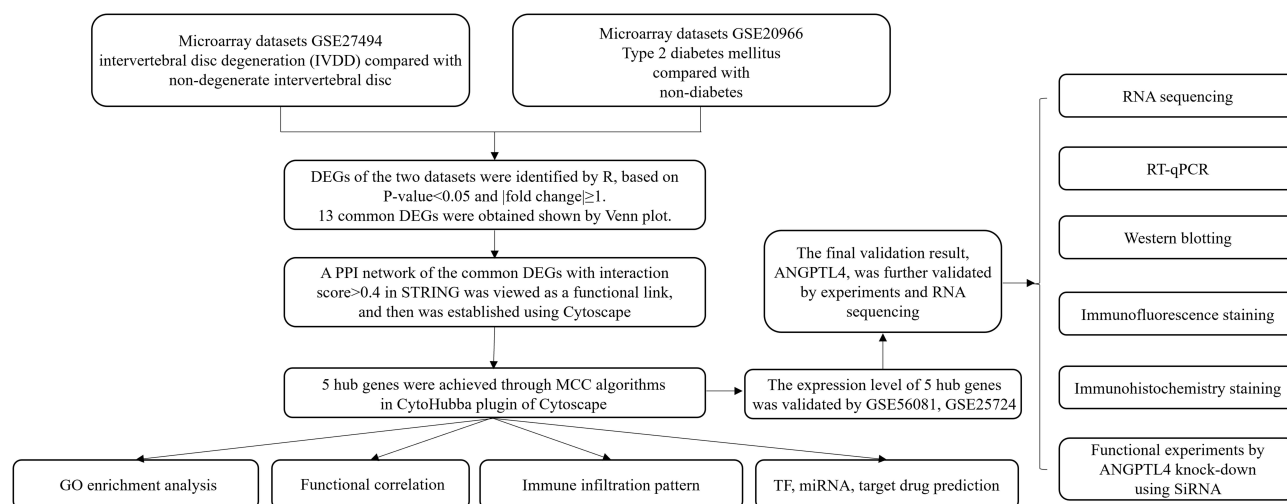 Microarray datasets GSE27494
intervertebral disc degeneration (IVDD) compared with
non-degenerate intervertebral disc
Microarray datasets GSE20966
Type 2 diabetes mellitus
compared with
non-diabetes
DEGs of the two datasets were identified by R, based on
P-value<0.05 and |fold change|≥1.
13 common DEGs were obtained shown by Venn plot.
A PPI network of the common DEGs with interaction
score>0.4 in STRING was viewed as a functional link,
and then was established using Cytoscape
5 hub genes were achieved through MCC algorithms
in CytoHubba plugin of Cytoscape
GO enrichment analysis
Functional correlation
Immune infiltration pattern
TF, miRNA, target drug prediction
The expression level of 5 hub genes
was validated by GSE56081, GSE25724
The final validation result,
ANGPTL4, was further validated
by experiments and RNA
sequencing
RNA sequencing
RT-qPCR
Western blotting
Immunofluorescence staining
Immunohistochemistry staining
Functional experiments by
ANGPTL4 knock-down
using SiRNA